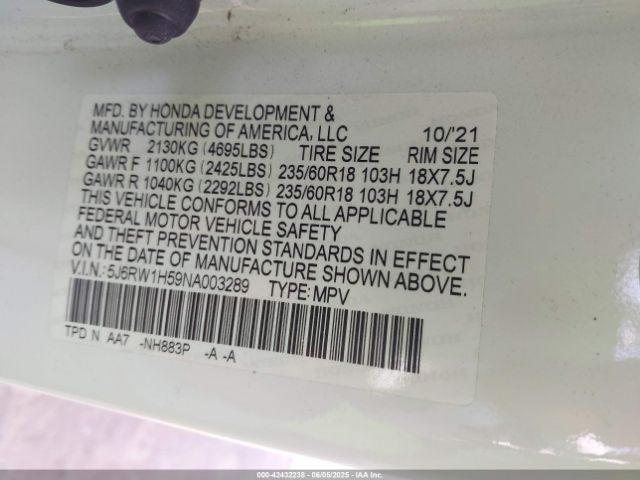 MFD. BY HONDA DEVELOPMENT &
MANUFACTURING OF AMERICA, LLC 10/'21
GVWR 2130KG (4695LBS) TIRE SIZE RIM SIZE
GAWR F 1100KG (2425LBS) 235/60R18 103H 18X7.5J
GAWR R 1040KG (2292LBS) 235/60R18 103H 18X7.5J
THIS VEHICLE CONFORMS TO ALL APPLICABLE
FEDERAL MOTOR VEHICLE SAFETY
AND THEFT PREVENTION STANDARDS IN EFFECT
ON THE DATE OF MANUFACTURE SHOWN ABOVE.
V.I.N.: 5J6RW1H59NA003289 TYPE: MPV
TPD N AA7 -NH883P -A -A
000-42432238 - 06/05/2025 - IAA Inc.